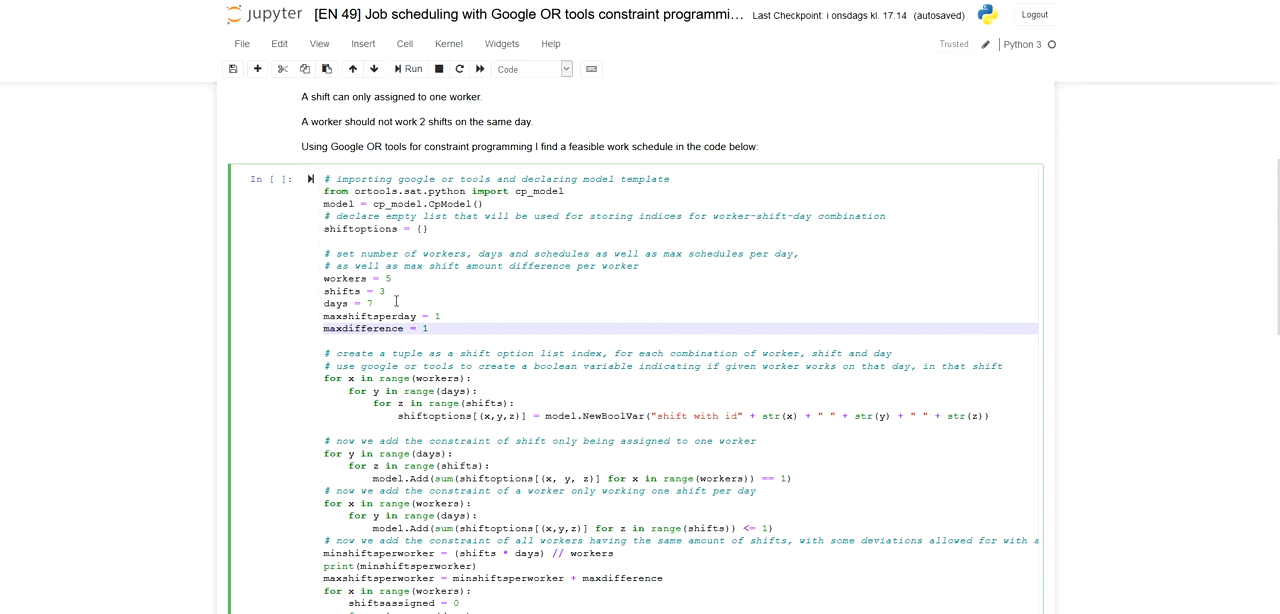 jupyter [EN 49] Job scheduling with Google OR tools constraint programmi... Last Checkpoint: i onsdags kl. 17:14 (autosaved) Logout
File Edit View Insert Cell Kernel Widgets Help Trusted Python 3
Run Code
A shift can only assigned to one worker.
A worker should not work 2 shifts on the same day.
Using Google OR tools for constraint programming I find a feasible work schedule in the code below:
In [ ]: # importing google or tools and declaring model template
from ortools.sat.python import cp_model
model = cp_model.CpModel()
# declare empty list that will be used for storing indices for worker-shift-day combination
shiftoptions = {}
# set number of workers, days and schedules as well as max schedules per day,
# as well as max shift amount difference per worker
workers = 5
shifts = 3
days = 7
maxshiftsperday = 1
maxdifference = 1
# create a tuple as a shift option list index, for each combination of worker, shift and day
# use google or tools to create a boolean variable indicating if given worker works on that day, in that shift
for x in range(workers):
for y in range(days):
for z in range(shifts):
shiftoptions[(x,y,z)] = model.NewBoolVar("shift with id" + str(x) + " " + str(y) + " " + str(z))
# now we add the constraint of shift only being assigned to one worker
for y in range(days):
for z in range(shifts):
model.Add(sum(shiftoptions[(x, y, z)] for x in range(workers)) == 1)
# now we add the constraint of a worker only working one shift per day
for x in range(workers):
for y in range(days):
model.Add(sum(shiftoptions[(x,y,z)] for z in range(shifts)) <= 1)
# now we add the constraint of all workers having the same amount of shifts, with some deviations allowed for with a
minshiftsperworker = (shifts * days) // workers
print(minshiftsperworker)
maxshiftsperworker = minshiftsperworker + maxdifference
for x in range(workers):
shiftsassigned = 0